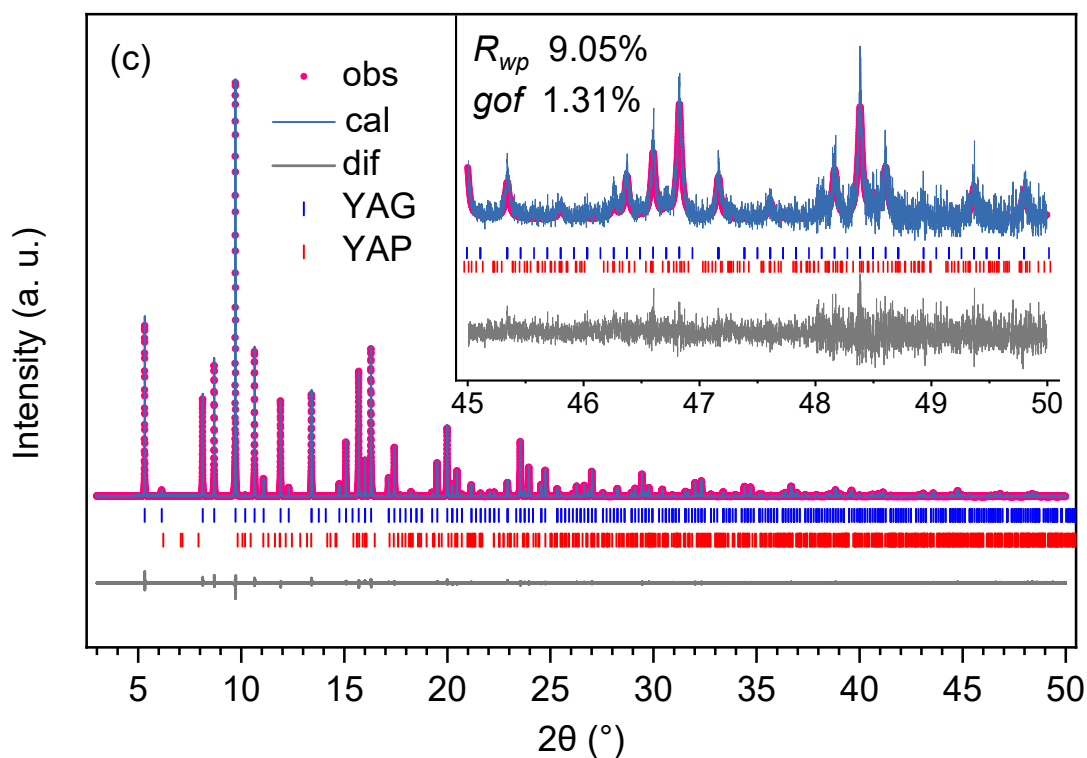 (c)
obs
cal
dif
YAG
YAP
R_wp 9.05%
gof 1.31%
45 46 47 48 49 50
Intensity (a. u.)
5 10 15 20 25 30 35 40 45 50
2θ (°)